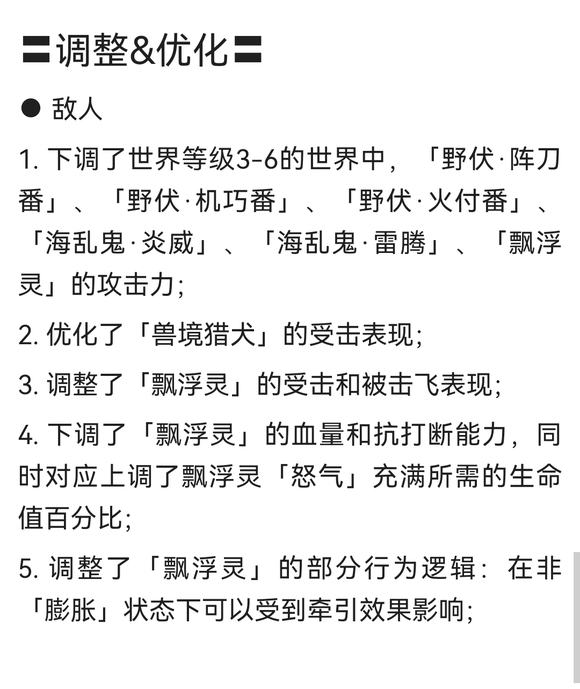 〓调整&优化〓
● 敌人
1. 下调了世界等级3-6的世界中，「野伏·阵刀
番」、「野伏·机巧番」、「野伏·火付番」、
「海乱鬼·炎威」、「海乱鬼·雷腾」、「飘浮
灵」的攻击力；
2. 优化了「兽境猎犬」的受击表现；
3. 调整了「飘浮灵」的受击和被击飞表现；
4. 下调了「飘浮灵」的血量和抗打断能力，同
时对应上调了飘浮灵「怒气」充满所需的生命
值百分比；
5. 调整了「飘浮灵」的部分行为逻辑：在非
「膨胀」状态下可以受到牵引效果影响；